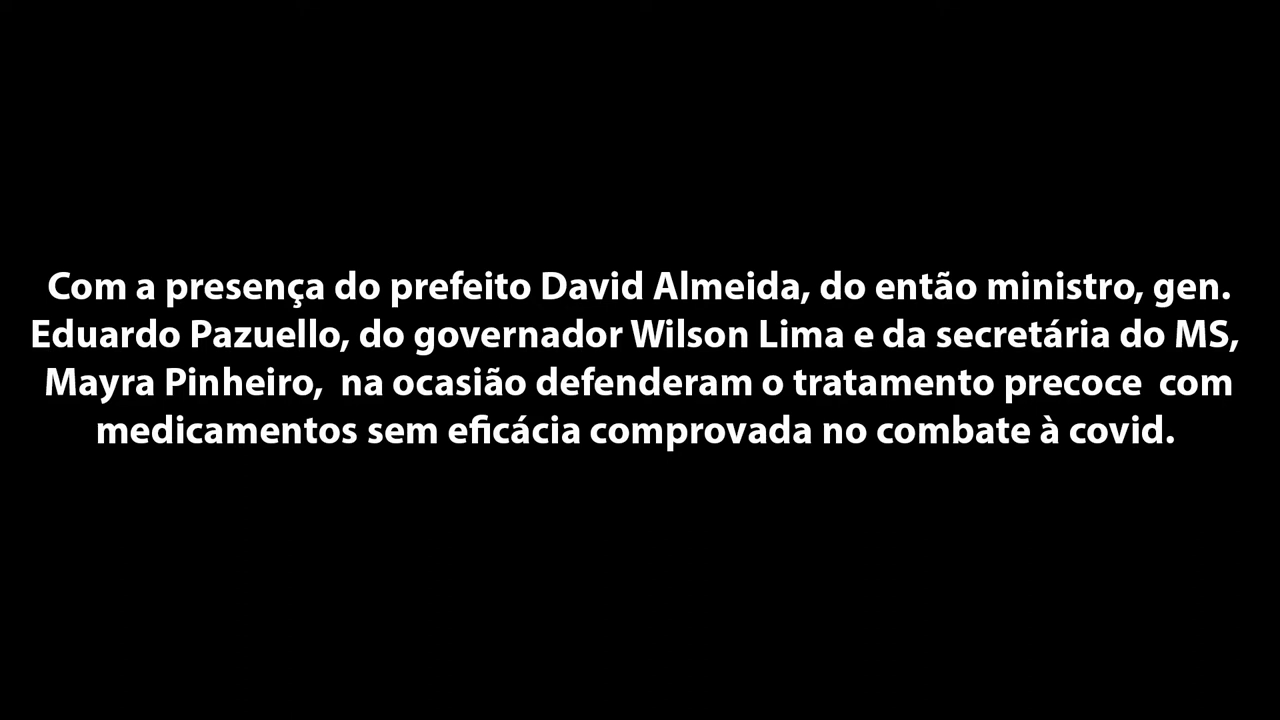 Com a presença do prefeito David Almeida, do então ministro, gen.
Eduardo Pazuello, do governador Wilson Lima e da secretária do MS,
Mayra Pinheiro,  na ocasião defenderam o tratamento precoce  com
medicamentos sem eficácia comprovada no combate à covid.